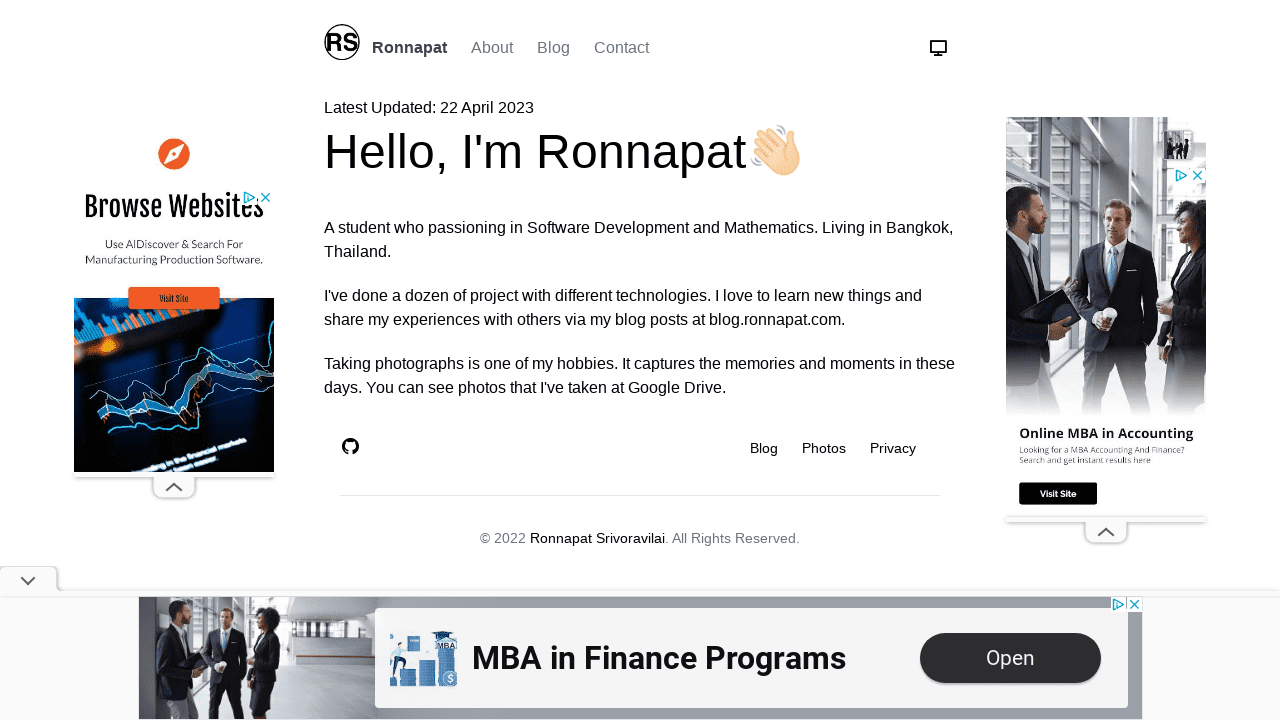 RS Ronnapat About Blog Contact
Latest Updated: 22 April 2023
Hello, I'm Ronnapat
A student who passioning in Software Development and Mathematics. Living in Bangkok,
Thailand.
I've done a dozen of project with different technologies. I love to learn new things and
share my experiences with others via my blog posts at blog.ronnapat.com.
Taking photographs is one of my hobbies. It captures the memories and moments in these
days. You can see photos that I've taken at Google Drive.
Blog Photos Privacy
© 2022 Ronnapat Srivoravilai. All Rights Reserved.
Browse Websites
Use AIDiscover & Search For
Manufacturing Production Software.
Visit Site
Online MBA in Accounting
Looking for a MBA Accounting And Finance?
Search and get instant results here
Visit Site
MBA
MBA in Finance Programs
Open